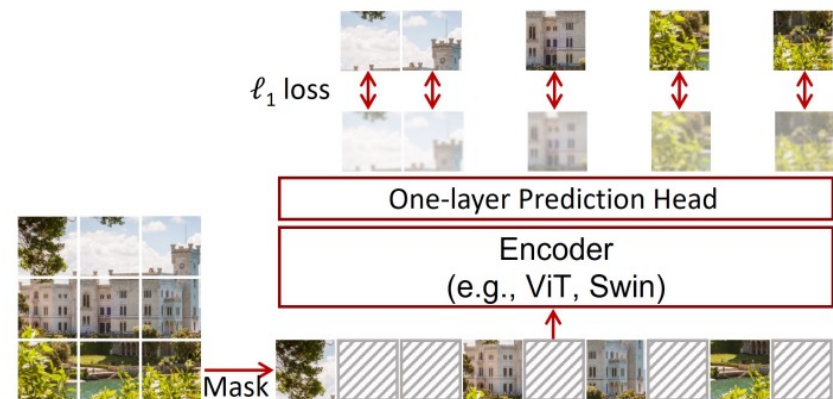 ℓ₁ loss
One-layer Prediction Head
Encoder
(e.g., ViT, Swin)
Mask